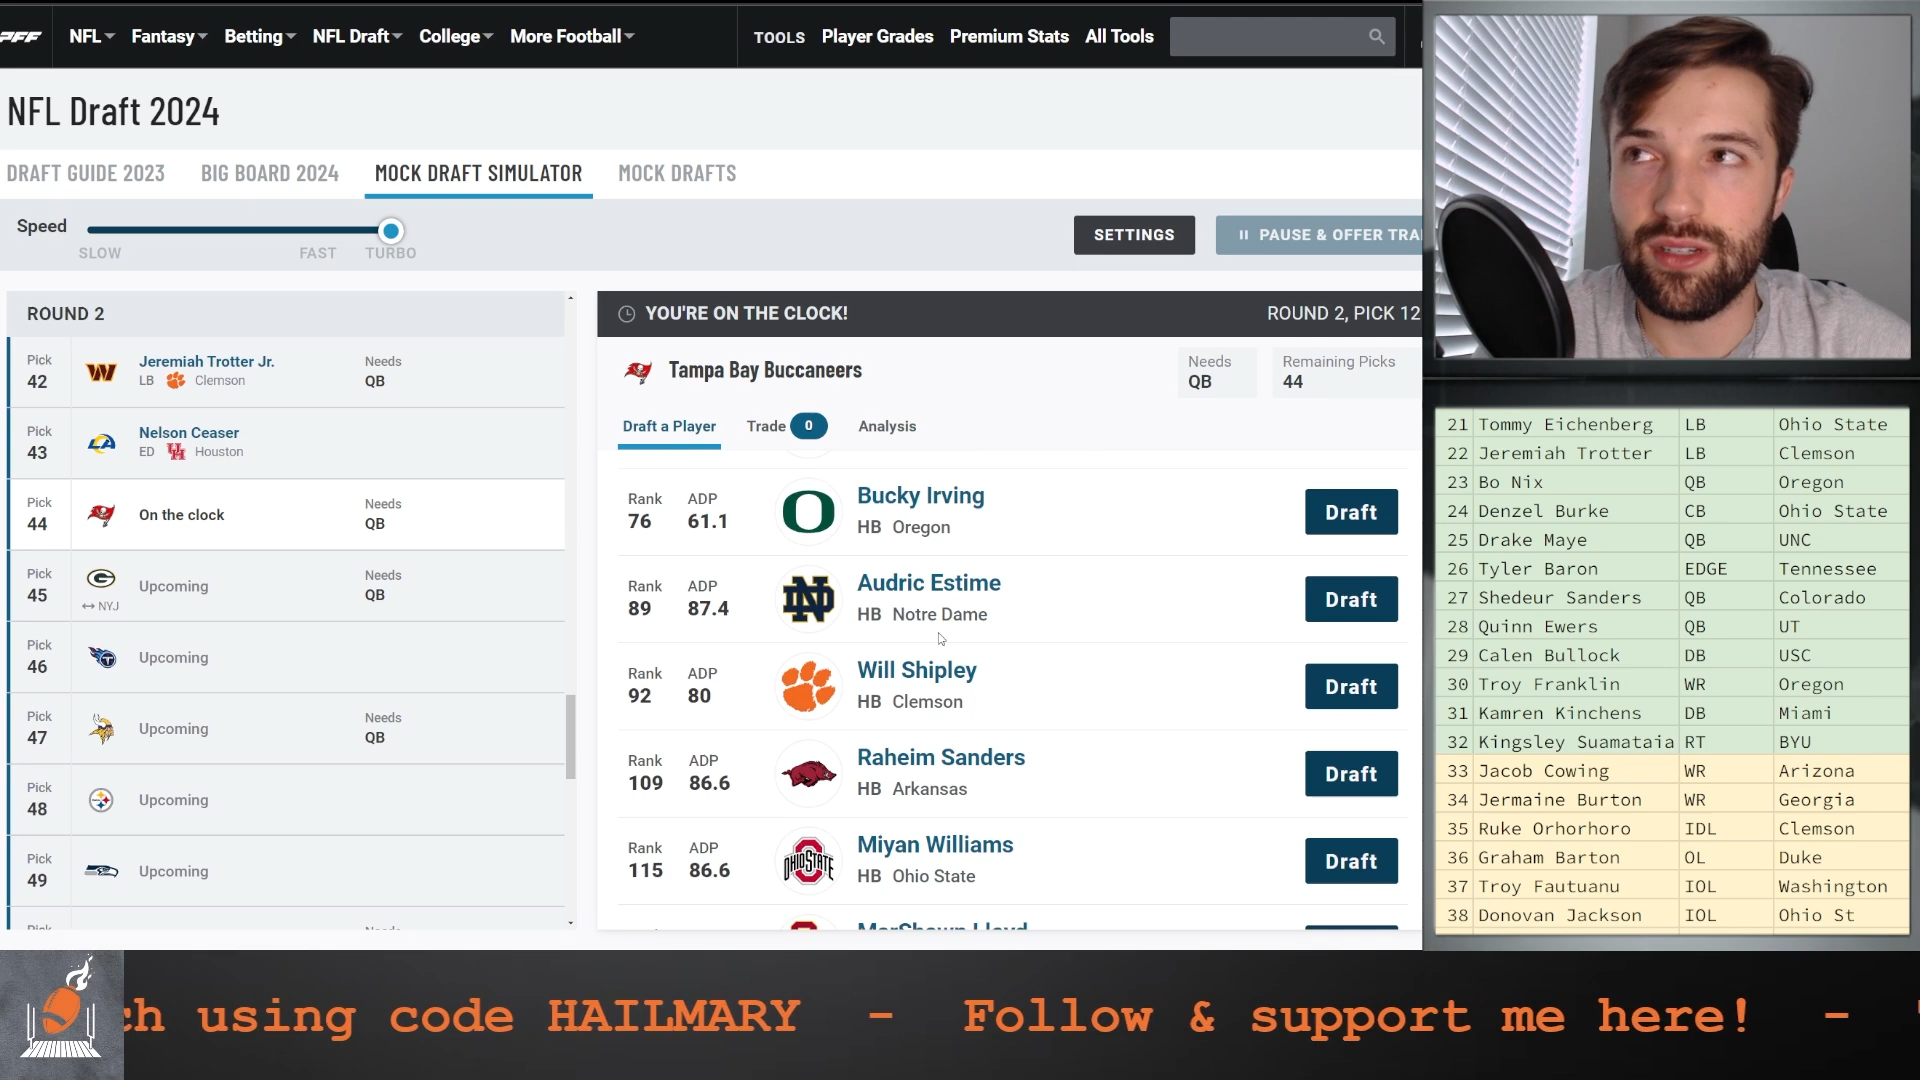 PFF NFL Fantasy Betting NFL Draft College More Football TOOLS Player Grades Premium Stats All Tools
NFL Draft 2024
DRAFT GUIDE 2023 BIG BOARD 2024 MOCK DRAFT SIMULATOR MOCK DRAFTS
Speed
SLOW FAST TURBO
SETTINGS PAUSE & OFFER TRA
ROUND 2
Pick 42 Jeremiah Trotter Jr. Needs QB
LB Clemson
Pick 43 Nelson Ceaser
ED Houston
Pick 44 On the clock Needs QB
Pick 45 Upcoming Needs QB
↔ NYJ
Pick 46 Upcoming
Pick 47 Upcoming Needs QB
Pick 48 Upcoming
Pick 49 Upcoming
YOU'RE ON THE CLOCK! ROUND 2, PICK 12
Tampa Bay Buccaneers Needs QB Remaining Picks 44
Draft a Player Trade 0 Analysis
Rank 76 ADP 61.1 Bucky Irving Draft
HB Oregon
Rank 89 ADP 87.4 Audric Estime Draft
HB Notre Dame
Rank 92 ADP 80 Will Shipley Draft
HB Clemson
Rank 109 ADP 86.6 Raheim Sanders Draft
HB Arkansas
Rank 115 ADP 86.6 Miyan Williams Draft
OHIO STATE
HB Ohio State
21 Tommy Eichenberg LB Ohio State
22 Jeremiah Trotter LB Clemson
23 Bo Nix QB Oregon
24 Denzel Burke CB Ohio State
25 Drake Maye QB UNC
26 Tyler Baron EDGE Tennessee
27 Shedeur Sanders QB Colorado
28 Quinn Ewers QB UT
29 Calen Bullock DB USC
30 Troy Franklin WR Oregon
31 Kamren Kinchens DB Miami
32 Kingsley Suamataia RT BYU
33 Jacob Cowing WR Arizona
34 Jermaine Burton WR Georgia
35 Ruke Orhorhoro IDL Clemson
36 Graham Barton OL Duke
37 Troy Fautuanu IOL Washington
38 Donovan Jackson IOL Ohio St
ch using code HAILMARY - Follow & support me here! -